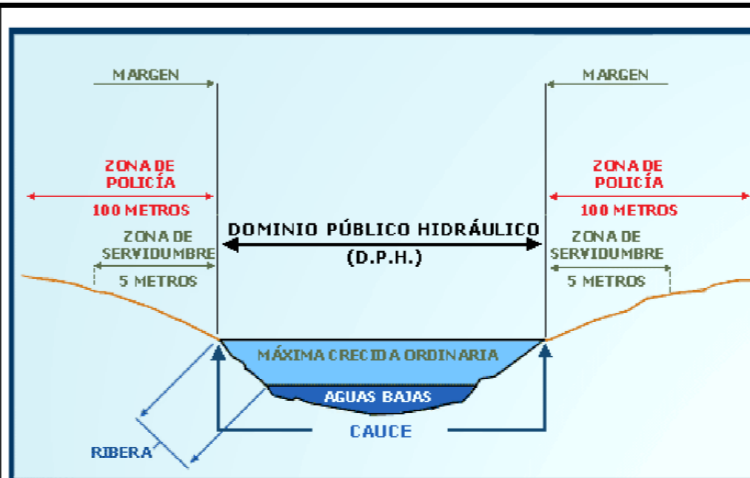 MARGEN
MARGEN
ZONA DE
POLICÍA
100 METROS
ZONA DE
POLICÍA
100 METROS
DOMINIO PÚBLICO HIDRÁULICO
(D.P.H.)
ZONA DE
SERVIDUMBRE
5 METROS
ZONA DE
SERVIDUMBRE
5 METROS
MÁXIMA CRECIDA ORDINARIA
AGUAS BAJAS
CAUCE
RIBERA